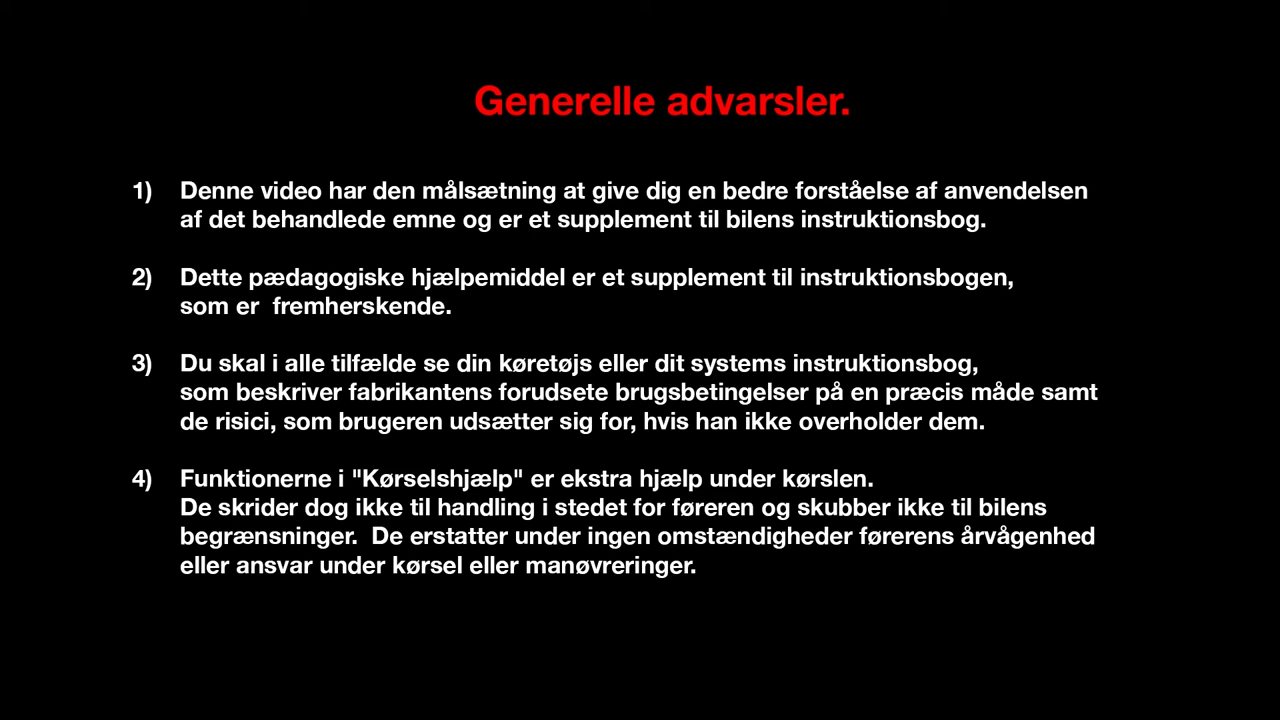 Generelle advarsler.
1) Denne video har den målsætning at give dig en bedre forståelse af anvendelsen
af det behandlede emne og er et supplement til bilens instruktionsbog.
2) Dette pædagogiske hjælpemiddel er et supplement til instruktionsbogen,
som er  fremherskende.
3) Du skal i alle tilfælde se din køretøjs eller dit systems instruktionsbog,
som beskriver fabrikantens forudsete brugsbetingelser på en præcis måde samt
de risici, som brugeren udsætter sig for, hvis han ikke overholder dem.
4) Funktionerne i "Kørselshjælp" er ekstra hjælp under kørslen.
De skrider dog ikke til handling i stedet for føreren og skubber ikke til bilens
begrænsninger.  De erstatter under ingen omstændigheder førerens årvågenhed
eller ansvar under kørsel eller manøvreringer.